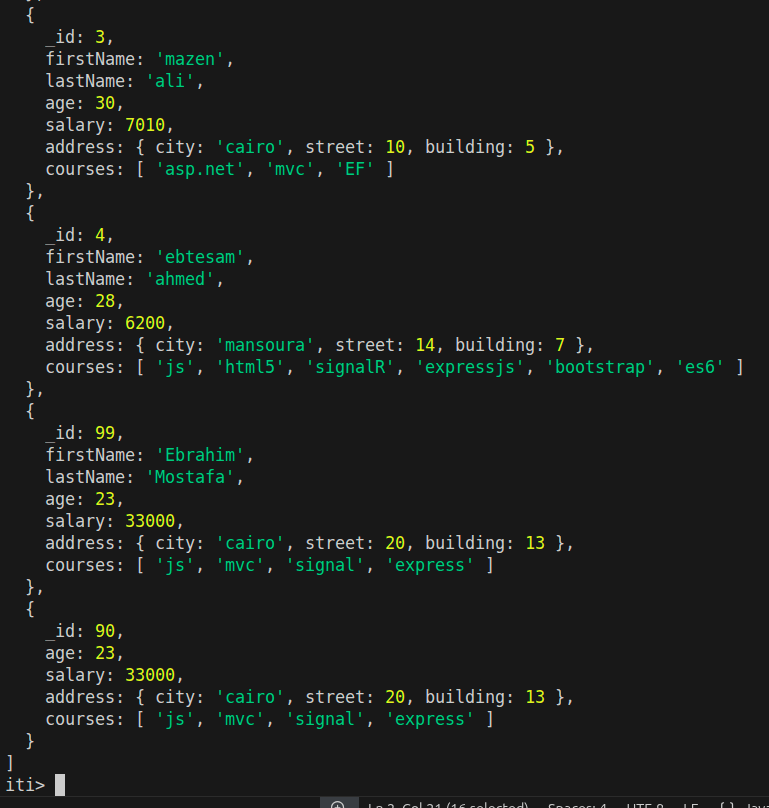 {
_id: 3,
firstName: 'mazen',
lastName: 'ali',
age: 30,
salary: 7010,
address: { city: 'cairo', street: 10, building: 5 },
courses: [ 'asp.net', 'mvc', 'EF' ]
},
{
_id: 4,
firstName: 'ebtesam',
lastName: 'ahmed',
age: 28,
salary: 6200,
address: { city: 'mansoura', street: 14, building: 7 },
courses: [ 'js', 'html5', 'signalR', 'expressjs', 'bootstrap', 'es6' ]
},
{
_id: 99,
firstName: 'Ebrahim',
lastName: 'Mostafa',
age: 23,
salary: 33000,
address: { city: 'cairo', street: 20, building: 13 },
courses: [ 'js', 'mvc', 'signal', 'express' ]
},
{
_id: 90,
age: 23,
salary: 33000,
address: { city: 'cairo', street: 20, building: 13 },
courses: [ 'js', 'mvc', 'signal', 'express' ]
}
]
iti>
Ln 2, Col 21 (16 selected) Spaces: 4 UTF-8 LF { }